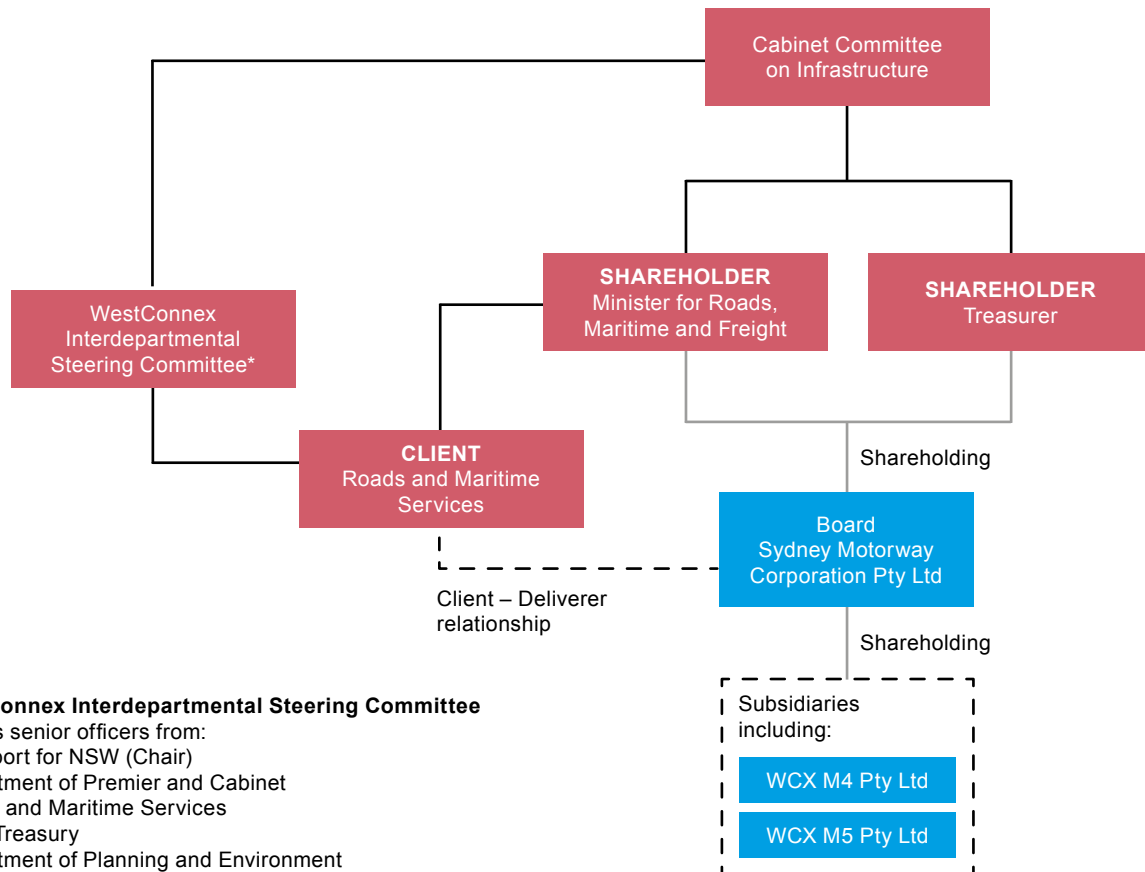 Cabinet Committee
on Infrastructure
SHAREHOLDER
Minister for Roads,
Maritime and Freight
SHAREHOLDER
Treasurer
WestConnex
Interdepartmental
Steering Committee*
CLIENT
Roads and Maritime
Services
Shareholding
Board
Sydney Motorway
Corporation Pty Ltd
Client – Deliverer
relationship
Shareholding
onnex Interdepartmental Steering Committee
s senior officers from:
ort for NSW (Chair)
tment of Premier and Cabinet
and Maritime Services
Treasury
tment of Planning and Environment
Subsidiaries
including:
WCX M4 Pty Ltd
WCX M5 Pty Ltd